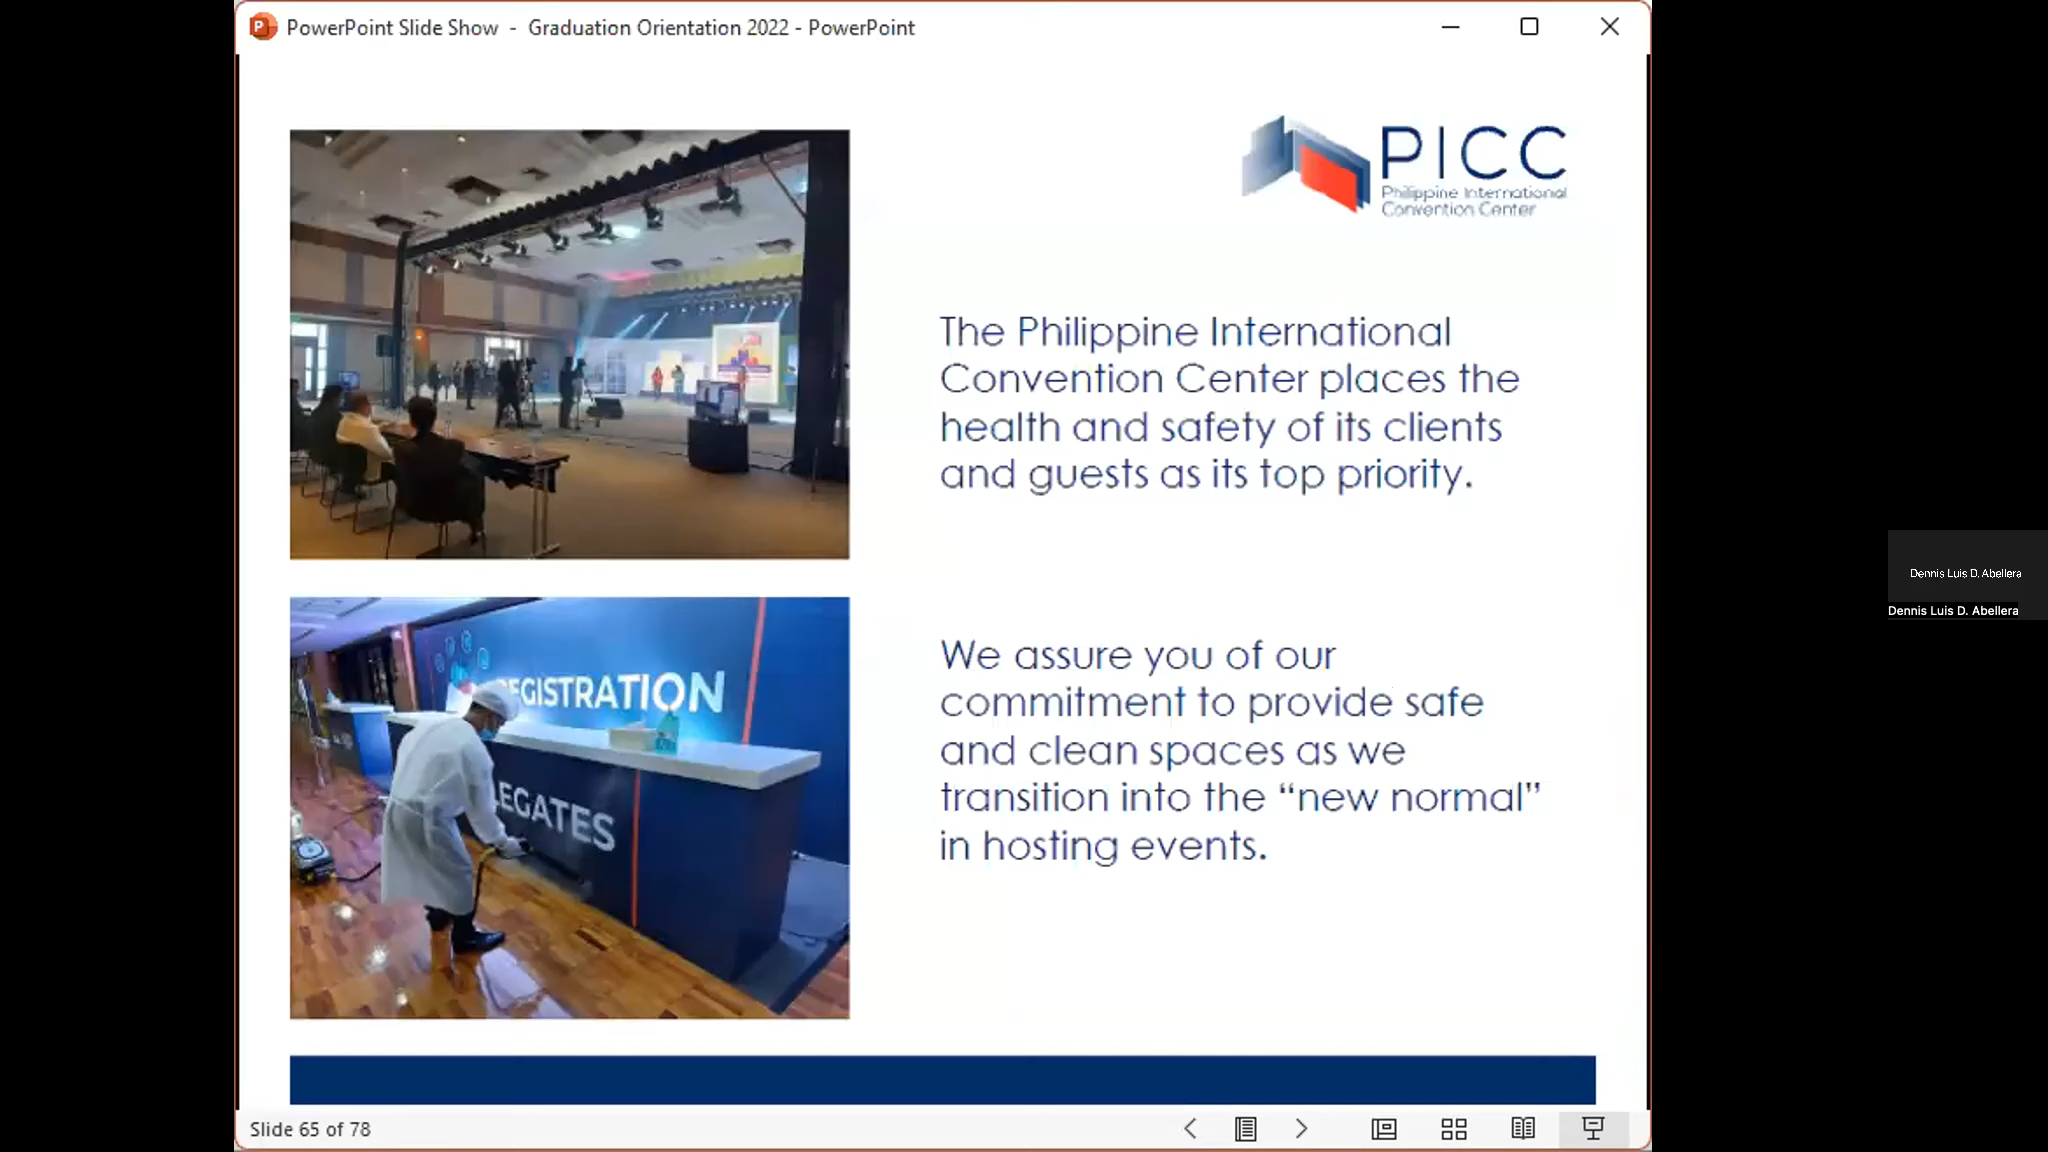 PowerPoint Slide Show - Graduation Orientation 2022 - PowerPoint
PICC
Philippine International
Convention Center
The Philippine International
Convention Center places the
health and safety of its clients
and guests as its top priority.
REGISTRATION
LEGATES
We assure you of our
commitment to provide safe
and clean spaces as we
transition into the “new normal”
in hosting events.
Slide 65 of 78
Dennis Luis D. Abellera
Dennis Luis D. Abellera